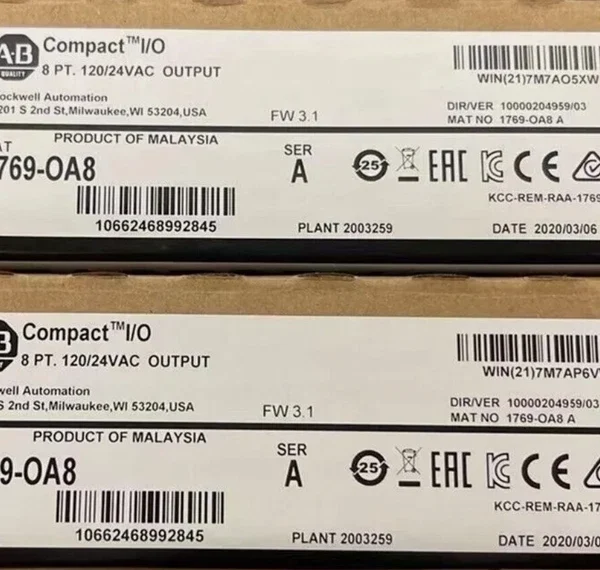 A-B
QUALITY
Compact™I/O
8 PT. 120/24VAC OUTPUT
ockwell Automation
201 S 2nd St,Milwaukee,WI 53204,USA
FW 3.1
WIN(21)7M7AO5XW
DIR/VER 10000204959/03
MAT NO 1769-OA8 A
AT
PRODUCT OF MALAYSIA
769-OA8
SER
A
25
EAC
CE
KCC-REM-RAA-1769
10662468992845
PLANT 2003259
DATE 2020/03/06
B
Compact™I/O
8 PT. 120/24VAC OUTPUT
well Automation
S 2nd St,Milwaukee,WI 53204,USA
FW 3.1
WIN(21)7M7AP6V
DIR/VER 10000204959/03
MAT NO 1769-OA8 A
PRODUCT OF MALAYSIA
9-OA8
SER
A
25
EAC
CE
KCC-REM-RAA-17
10662468992845
PLANT 2003259
DATE 2020/03/0